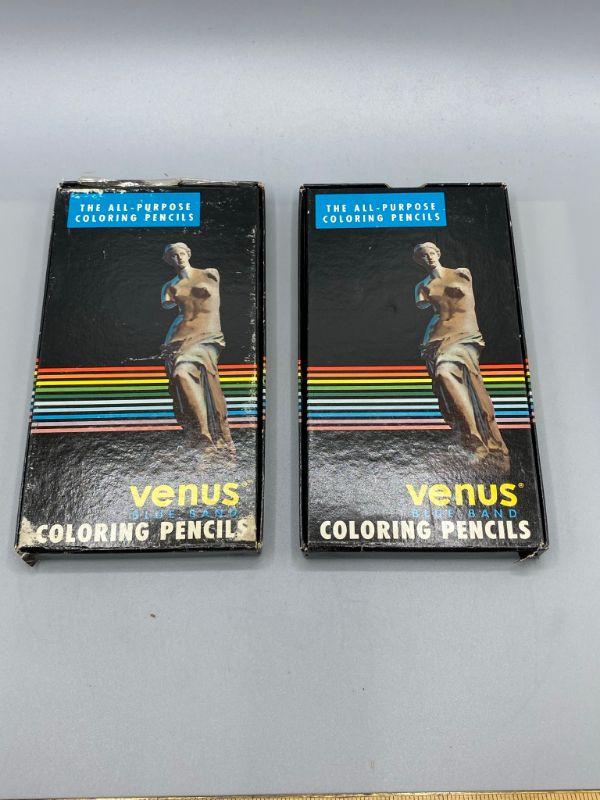 THE ALL-PURPOSE
COLORING PENCILS
venus®
BLUE BAND
COLORING PENCILS
THE ALL-PURPOSE
COLORING PENCILS
venus®
BLUE BAND
COLORING PENCILS